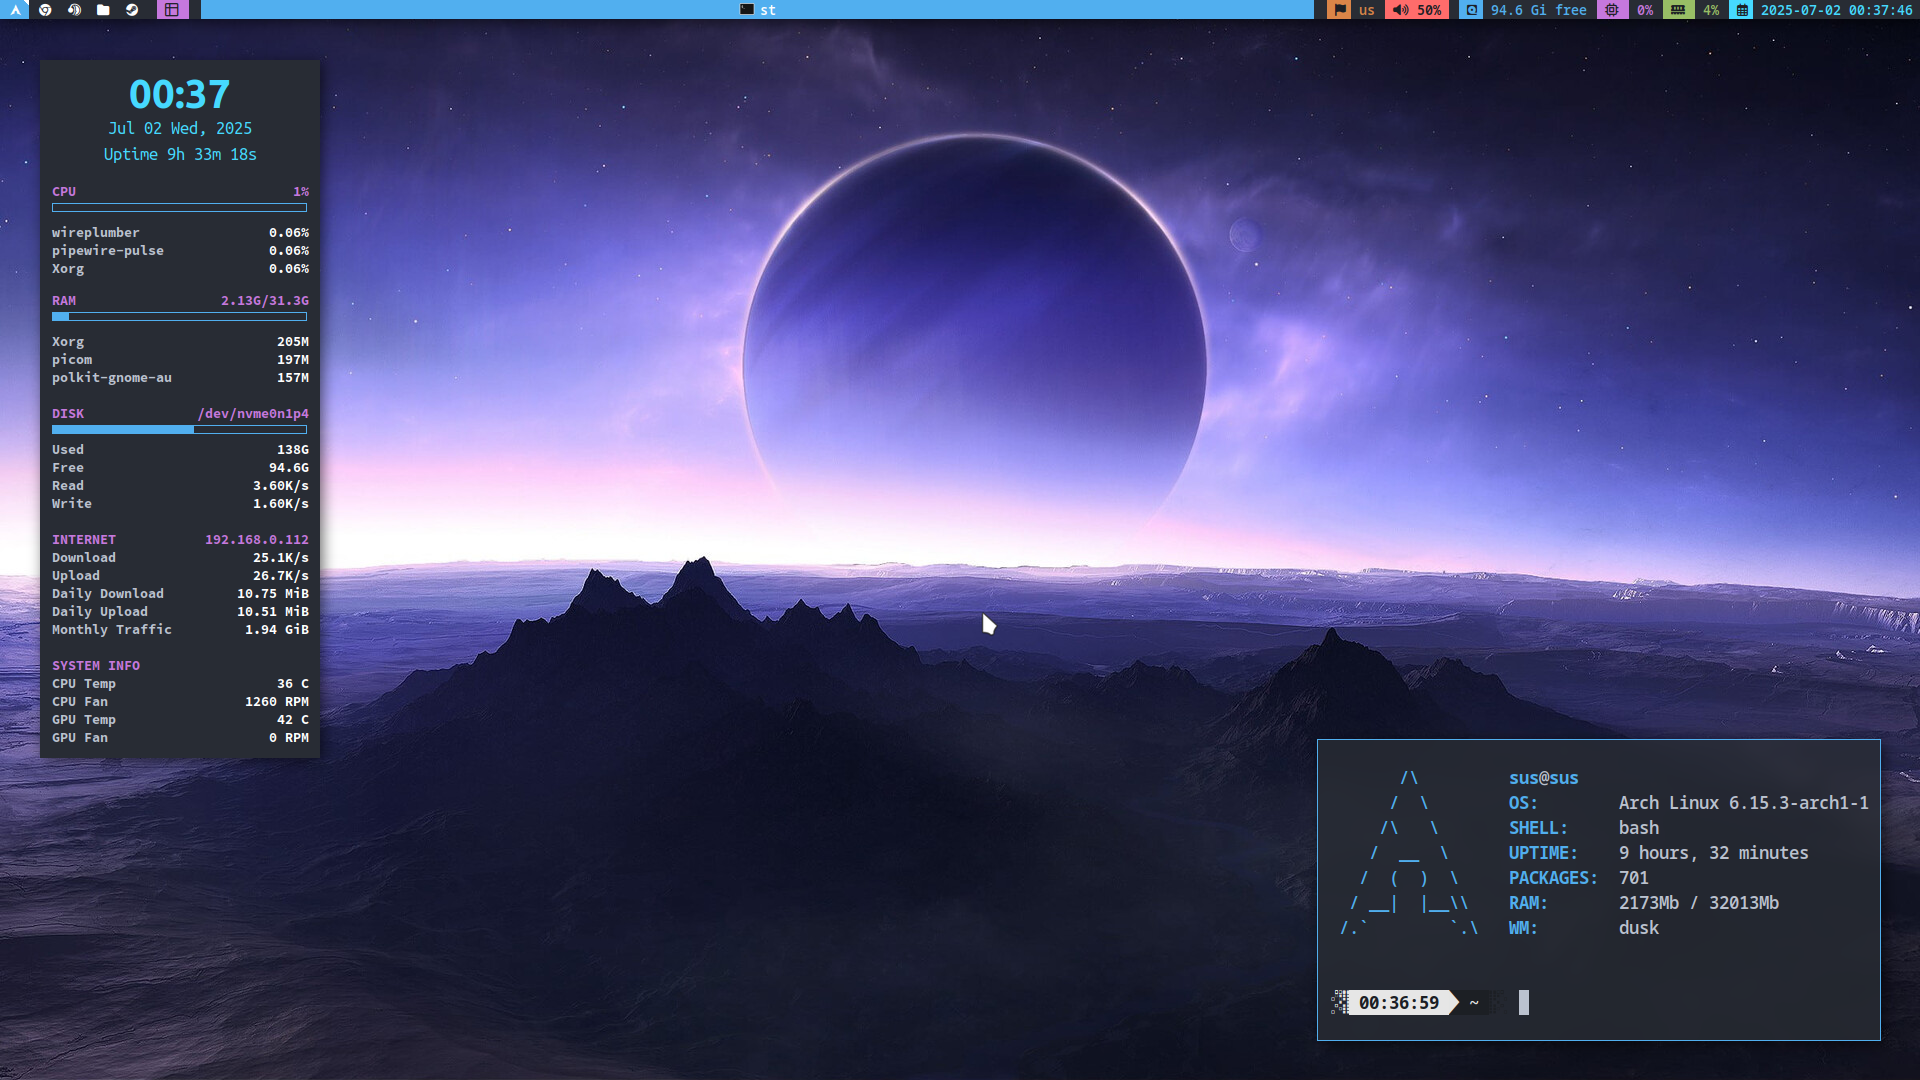 st
us
50%
94.6 Gi free
0%
4%
2025-07-02 00:37:46
00:37
Jul 02 Wed, 2025
Uptime 9h 33m 18s
CPU 1%
wireplumber 0.06%
pipewire-pulse 0.06%
Xorg 0.06%
RAM 2.13G/31.3G
Xorg 205M
picom 197M
polkit-gnome-au 157M
DISK /dev/nvme0n1p4
Used 138G
Free 94.6G
Read 3.60K/s
Write 1.60K/s
INTERNET 192.168.0.112
Download 25.1K/s
Upload 26.7K/s
Daily Download 10.75 MiB
Daily Upload 10.51 MiB
Monthly Traffic 1.94 GiB
SYSTEM INFO
CPU Temp 36 C
CPU Fan 1260 RPM
GPU Temp 42 C
GPU Fan 0 RPM
sus@sus
OS: Arch Linux 6.15.3-arch1-1
SHELL: bash
UPTIME: 9 hours, 32 minutes
PACKAGES: 701
RAM: 2173Mb / 32013Mb
WM: dusk
00:36:59 ~